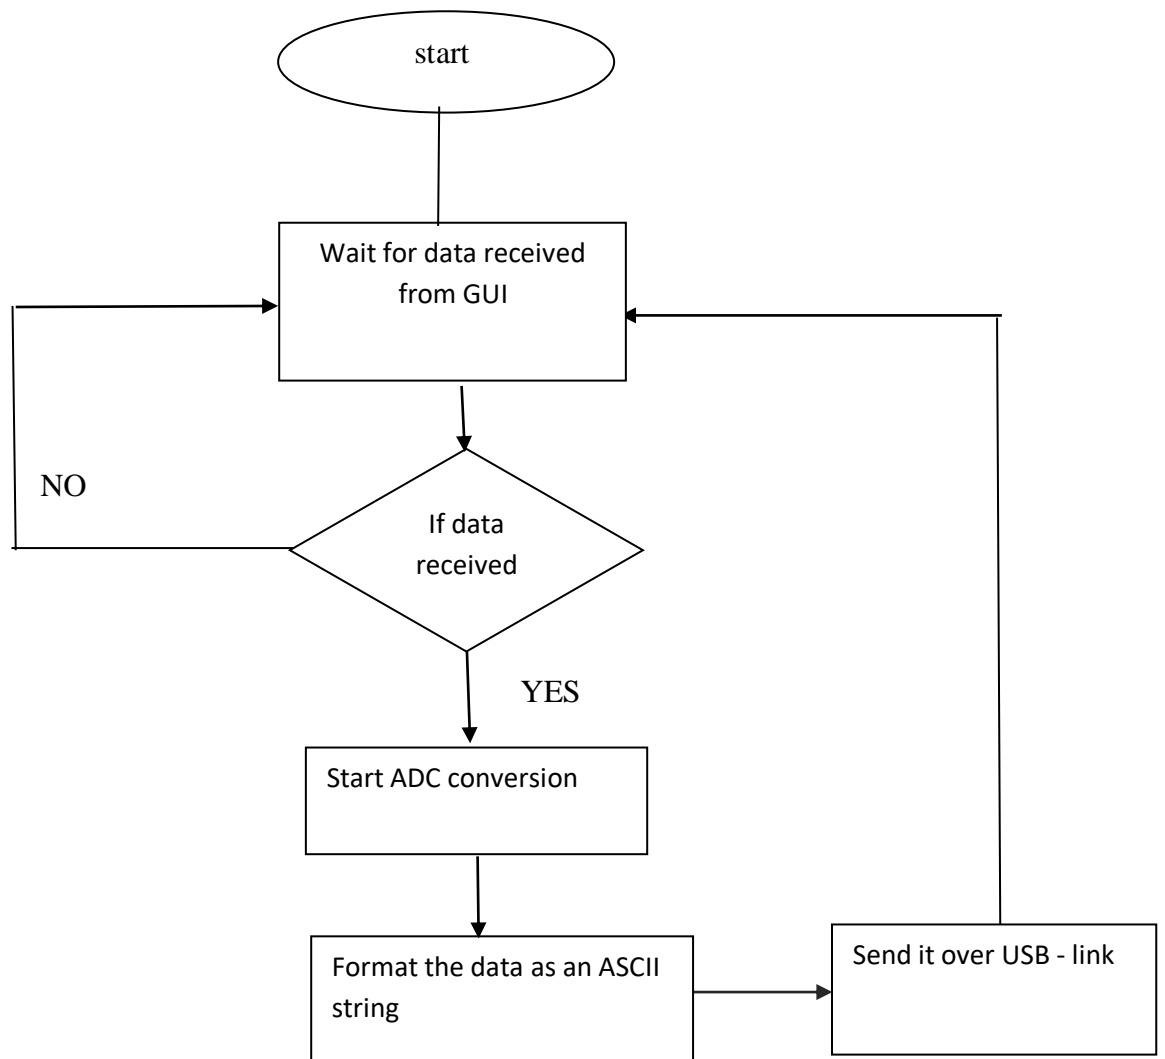 start
Wait for data received
from GUI
NO
If data
received
YES
Start ADC conversion
Format the data as an ASCII
string
Send it over USB - link